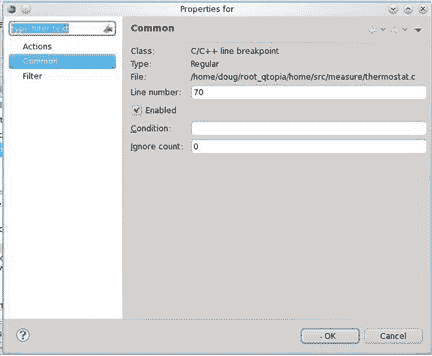 Properties for
type filter text
Actions
Common
Filter
Common
Class: C/C++ line breakpoint
Type: Regular
File: /home/doug/root_qtopia/home/src/measure/thermostat.c
Line number: 70
Enabled
Condition:
Ignore count: 0
?
OK
Cancel